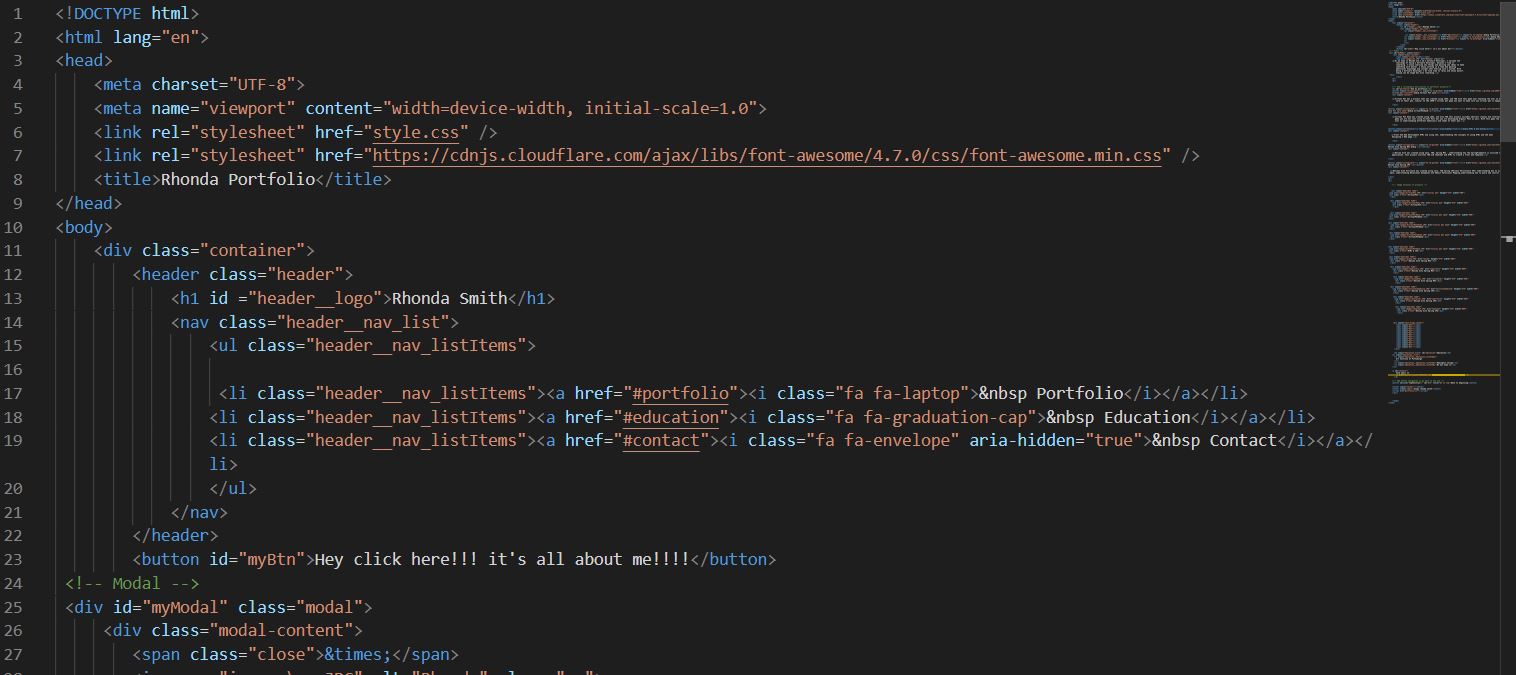 1 <!DOCTYPE html>
2 <html lang="en">
3 <head>
4 <meta charset="UTF-8">
5 <meta name="viewport" content="width=device-width, initial-scale=1.0">
6 <link rel="stylesheet" href="style.css" />
7 <link rel="stylesheet" href="https://cdnjs.cloudflare.com/ajax/libs/font-awesome/4.7.0/css/font-awesome.min.css" />
8 <title>Rhonda Portfolio</title>
9 </head>
10 <body>
11 <div class="container">
12 <header class="header">
13 <h1 id ="header__logo">Rhonda Smith</h1>
14 <nav class="header__nav_list">
15 <ul class="header__nav_listItems">
16
17 <li class="header__nav_listItems"><a href="#portfolio"><i class="fa fa-laptop">&nbsp Portfolio</i></a></li>
18 <li class="header__nav_listItems"><a href="#education"><i class="fa fa-graduation-cap">&nbsp Education</i></a></li>
19 <li class="header__nav_listItems"><a href="#contact"><i class="fa fa-envelope" aria-hidden="true">&nbsp Contact</i></a></
li>
20 </ul>
21 </nav>
22 </header>
23 <button id="myBtn">Hey click here!!! it's all about me!!!!</button>
24 <!-- Modal -->
25 <div id="myModal" class="modal">
26 <div class="modal-content">
27 <span class="close">&times;</span>